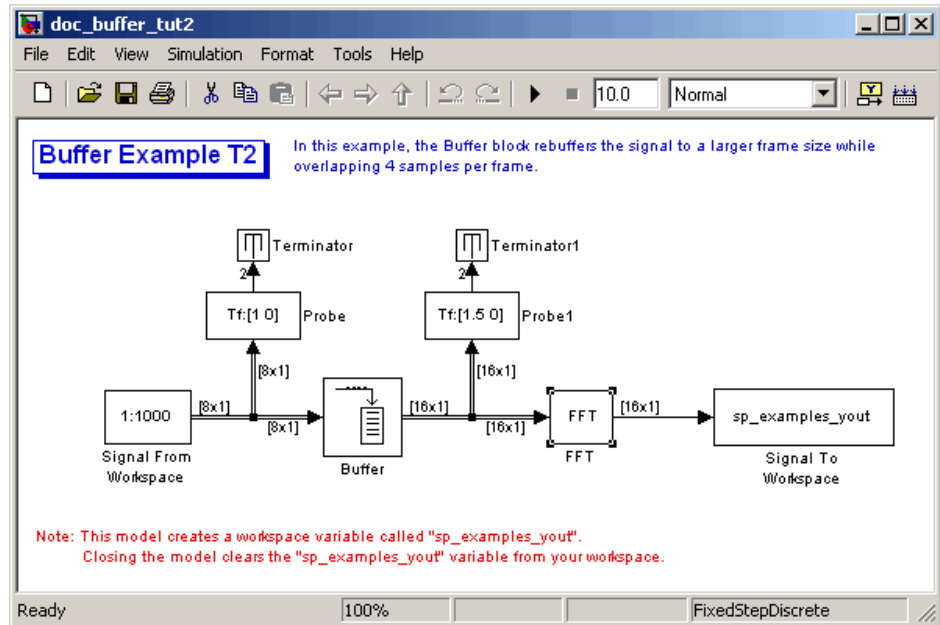 doc_buffer_tut2
File Edit View Simulation Format Tools Help
10.0 Normal
Buffer Example T2
In this example, the Buffer block rebuffers the signal to a larger frame size while
overlapping 4 samples per frame.
Terminator
Terminator1
2
2
Tf:[1 0]
Probe
Tf:[1.5 0]
Probe1
[8x1]
[16x1]
1:1000
[8x1]
[8x1]
[16x1]
[16x1]
FFT
[16x1]
sp_examples_yout
Signal From
Workspace
Buffer
FFT
Signal To
Workspace
Note: This model creates a workspace variable called "sp_examples_yout".
Closing the model clears the "sp_examples_yout" variable from your workspace.
Ready 100% FixedStepDiscrete